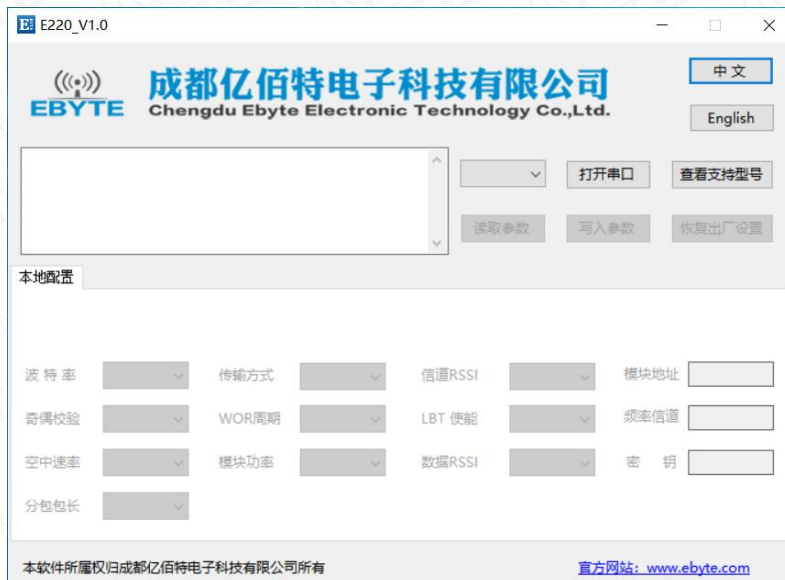 E220_V1.0
EBYTE
成都亿佰特电子科技有限公司
Chengdu Ebyte Electronic Technology Co.,Ltd.
中文
English
打开串口
查看支持型号
读取参数
写入参数
恢复出厂设置
本地配置
波特率
传输方式
信道RSSI
模块地址
奇偶校验
WOR周期
LBT 使能
频率信道
空中速率
模块功率
数据RSSI
密 钥
分包包长
本软件所属权归成都亿佰特电子科技有限公司所有
官方网站：www.ebyte.com